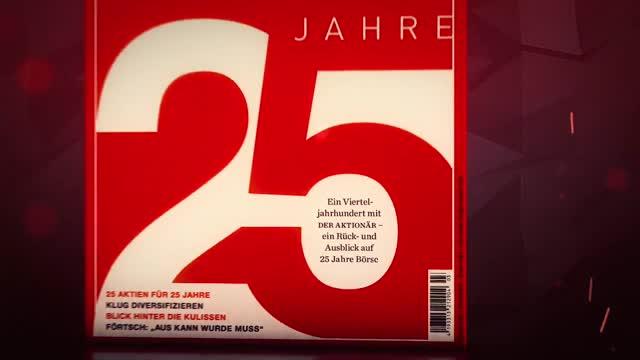 JAHRE
25
Ein Viertel-
jahrhundert mit
DER AKTIONÄR –
ein Rück- und
Ausblick auf
25 Jahre Börse
25 AKTIEN FÜR 25 JAHRE
KLUG DIVERSIFIZIEREN
BLICK HINTER DIE KULISSEN
FÖRTSCH: „AUS KANN WURDE MUSS“